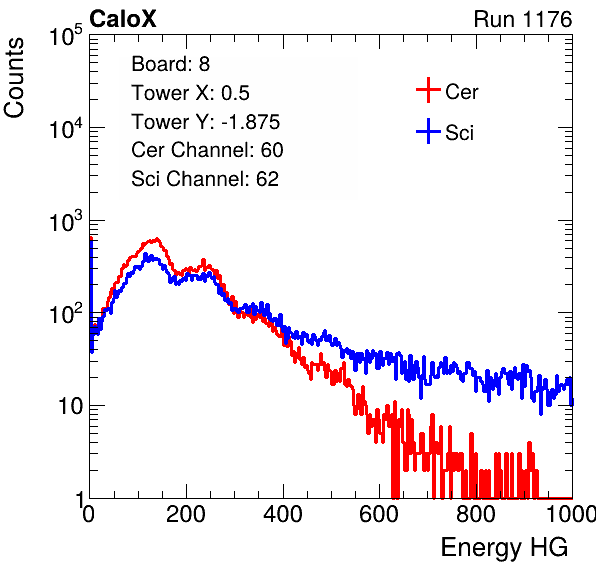 CaloX Run 1176
Counts
Board: 8
Tower X: 0.5
Tower Y: -1.875
Cer Channel: 60
Sci Channel: 62
Cer
Sci
10^5
10^4
10^3
10^2
10
1
0 200 400 600 800 1000
Energy HG